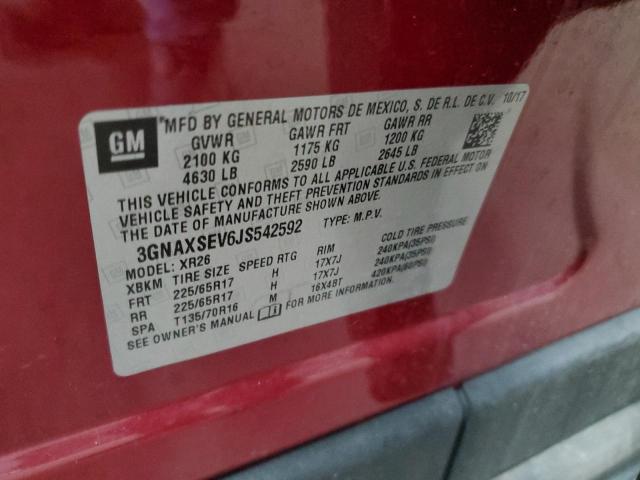 GM
*MFD BY GENERAL MOTORS DE MEXICO, S. DE R.L. DE C.V. 10/17
GVWR GAWR FRT GAWR RR
2100 KG 1175 KG 1200 KG
4630 LB 2590 LB 2645 LB
THIS VEHICLE CONFORMS TO ALL APPLICABLE U.S. FEDERAL MOTOR
VEHICLE SAFETY AND THEFT PREVENTION STANDARDS IN EFFECT ON
THE DATE OF MANUFACTURE SHOWN ABOVE.
3GNAXSEV6JS542592 TYPE: M.P.V.
MODEL: XR26
XBKM TIRE SIZE SPEED RTG RIM COLD TIRE PRESSURE
FRT 225/65R17 H 17X7J 240KPA(35PSI)
RR 225/65R17 H 17X7J 240KPA(35PSI)
SPA T135/70R16 M 16X4BT 420KPA(60PSI)
SEE OWNER'S MANUAL FOR MORE INFORMATION